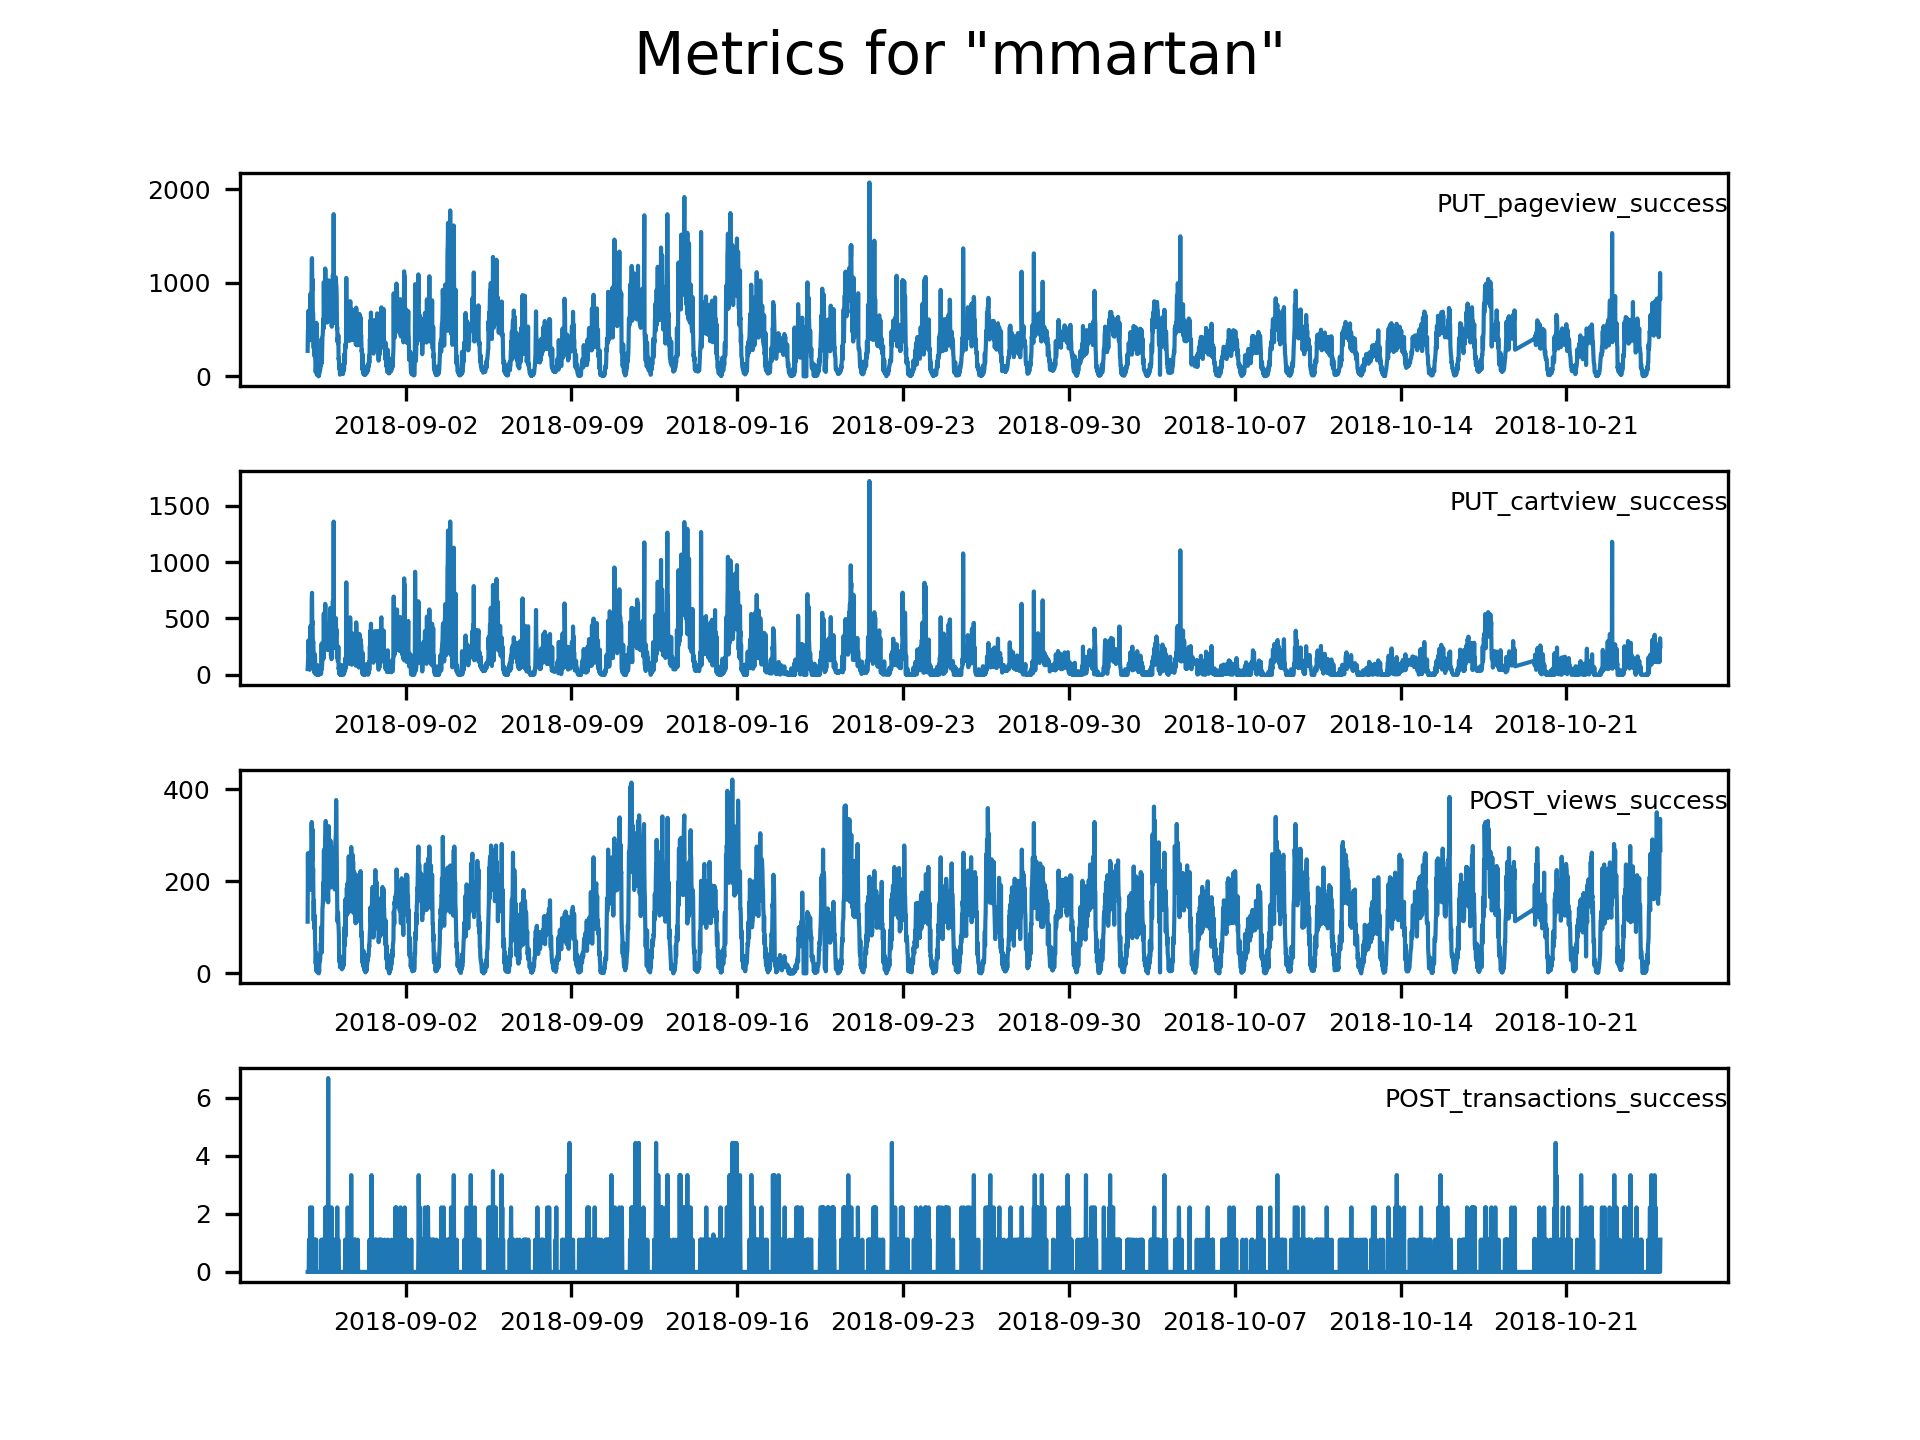 Metrics for "mmartan"
2000
1000
0
PUT_pageview_success
2018-09-02 2018-09-09 2018-09-16 2018-09-23 2018-09-30 2018-10-07 2018-10-14 2018-10-21
1500
1000
500
0
PUT_cartview_success
2018-09-02 2018-09-09 2018-09-16 2018-09-23 2018-09-30 2018-10-07 2018-10-14 2018-10-21
400
200
0
POST_views_success
2018-09-02 2018-09-09 2018-09-16 2018-09-23 2018-09-30 2018-10-07 2018-10-14 2018-10-21
6
4
2
0
POST_transactions_success
2018-09-02 2018-09-09 2018-09-16 2018-09-23 2018-09-30 2018-10-07 2018-10-14 2018-10-21